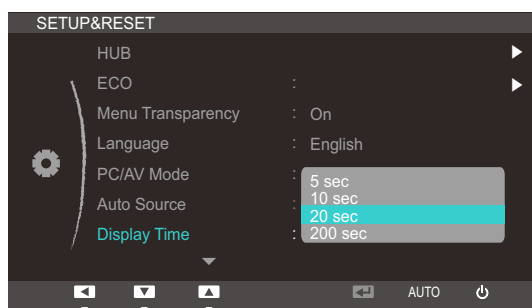 SETUP&RESET
HUB
ECO :
Menu Transparency : On
Language : English
PC/AV Mode :
Auto Source :
Display Time :
5 sec
10 sec
20 sec
200 sec
AUTO